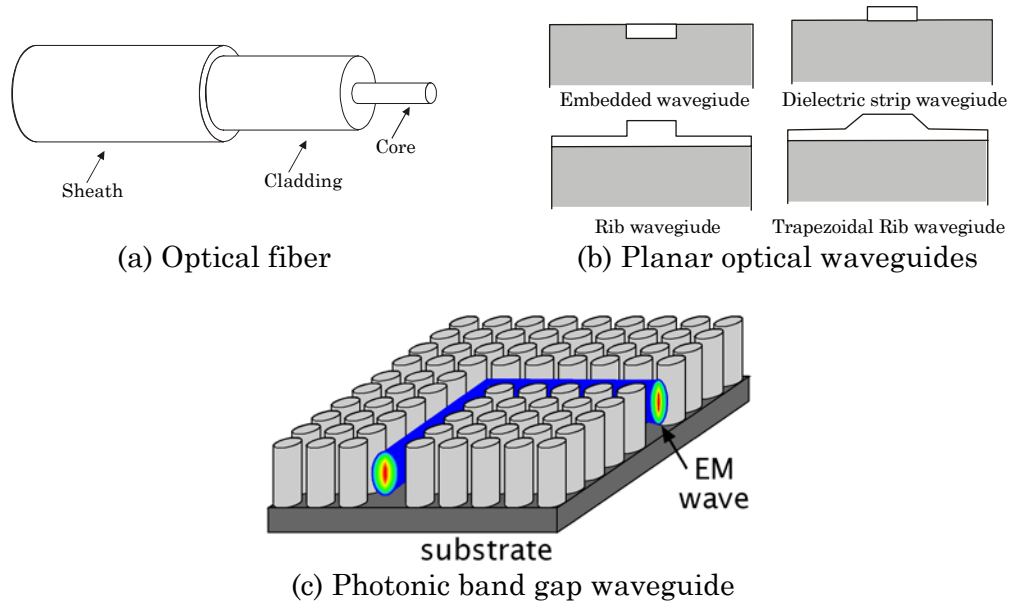 Sheath
Cladding
Core
(a) Optical fiber
Embedded wavegiude
Dielectric strip wavegiude
Rib wavegiude
Trapezoidal Rib wavegiude
(b) Planar optical waveguides
EM
wave
substrate
(c) Photonic band gap waveguide